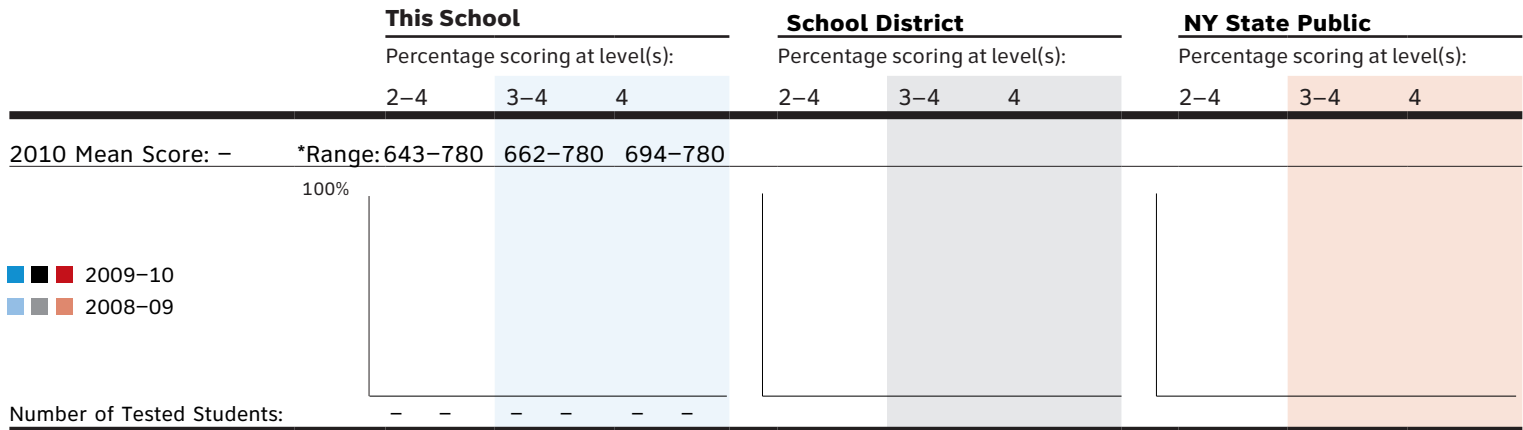 This School School District NY State Public
Percentage scoring at level(s): Percentage scoring at level(s): Percentage scoring at level(s):
2–4 3–4 4 2–4 3–4 4 2–4 3–4 4
2010 Mean Score: – *Range: 643–780 662–780 694–780
100%
2009–10
2008–09
Number of Tested Students: – – – – – –